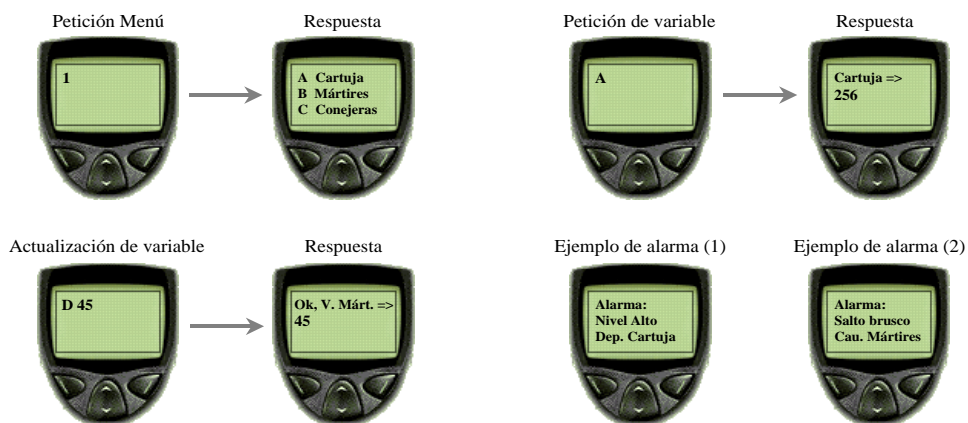 Petición Menú
Respuesta
1
A Cartuja
B Mártires
C Conejeras
Petición de variable
Respuesta
A
Cartuja =>
256
Actualización de variable
Respuesta
D 45
Ok, V. Márt. =>
45
Ejemplo de alarma (1)
Ejemplo de alarma (2)
Alarma:
Nivel Alto
Dep. Cartuja
Alarma:
Salto brusco
Cau. Mártires